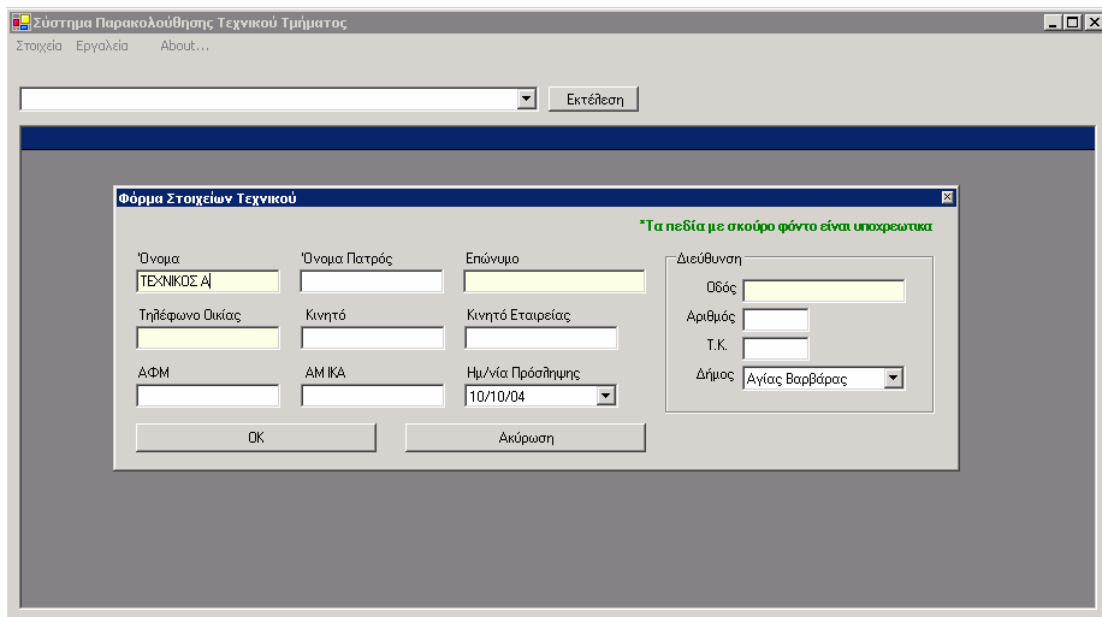 Σύστημα Παρακολούθησης Τεχνικού Τμήματος
Στοιχεία Εργαλεία About...
Εκτέλεση
Φόρμα Στοιχείων Τεχνικού
*Τα πεδία με σκούρο φόντο είναι υποχρεωτικα
Όνομα Όνομα Πατρός Επώνυμο Διεύθυνση
ΤΕΧΝΙΚΟΣ Α
Οδός
Τηλέφωνο Οικίας Κινητό Κινητό Εταιρείας Αριθμός
Τ.Κ.
ΑΦΜ ΑΜ ΙΚΑ Ημ/νία Πρόσληψης Δήμος Αγίας Βαρβάρας
10/10/04
ΟΚ Ακύρωση